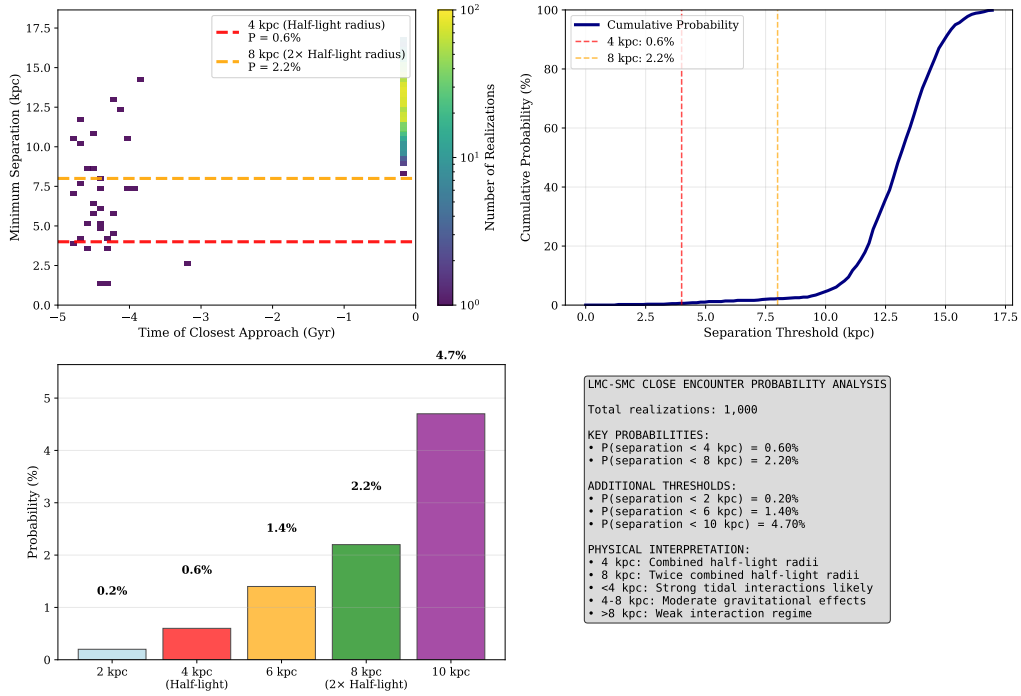 4 kpc (Half-light radius)
P = 0.6%
8 kpc (2× Half-light radius)
P = 2.2%
17.5
15.0
12.5
10.0
7.5
5.0
2.5
0.0
Minimum Separation (kpc)
−5
−4
−3
−2
−1
0
Time of Closest Approach (Gyr)
10²
10¹
10⁰
Number of Realizations
Cumulative Probability
4 kpc: 0.6%
8 kpc: 2.2%
100
80
60
40
20
0
Cumulative Probability (%)
0.0
2.5
5.0
7.5
10.0
12.5
15.0
17.5
Separation Threshold (kpc)
5
4
3
2
1
0
Probability (%)
0.2%
0.6%
1.4%
2.2%
4.7%
2 kpc
4 kpc
(Half-light)
6 kpc
8 kpc
(2× Half-light)
10 kpc
LMC-SMC CLOSE ENCOUNTER PROBABILITY ANALYSIS
Total realizations: 1,000
KEY PROBABILITIES:
• P(separation < 4 kpc) = 0.60%
• P(separation < 8 kpc) = 2.20%
ADDITIONAL THRESHOLDS:
• P(separation < 2 kpc) = 0.20%
• P(separation < 6 kpc) = 1.40%
• P(separation < 10 kpc) = 4.70%
PHYSICAL INTERPRETATION:
• 4 kpc: Combined half-light radii
• 8 kpc: Twice combined half-light radii
• <4 kpc: Strong tidal interactions likely
• 4-8 kpc: Moderate gravitational effects
• >8 kpc: Weak interaction regime